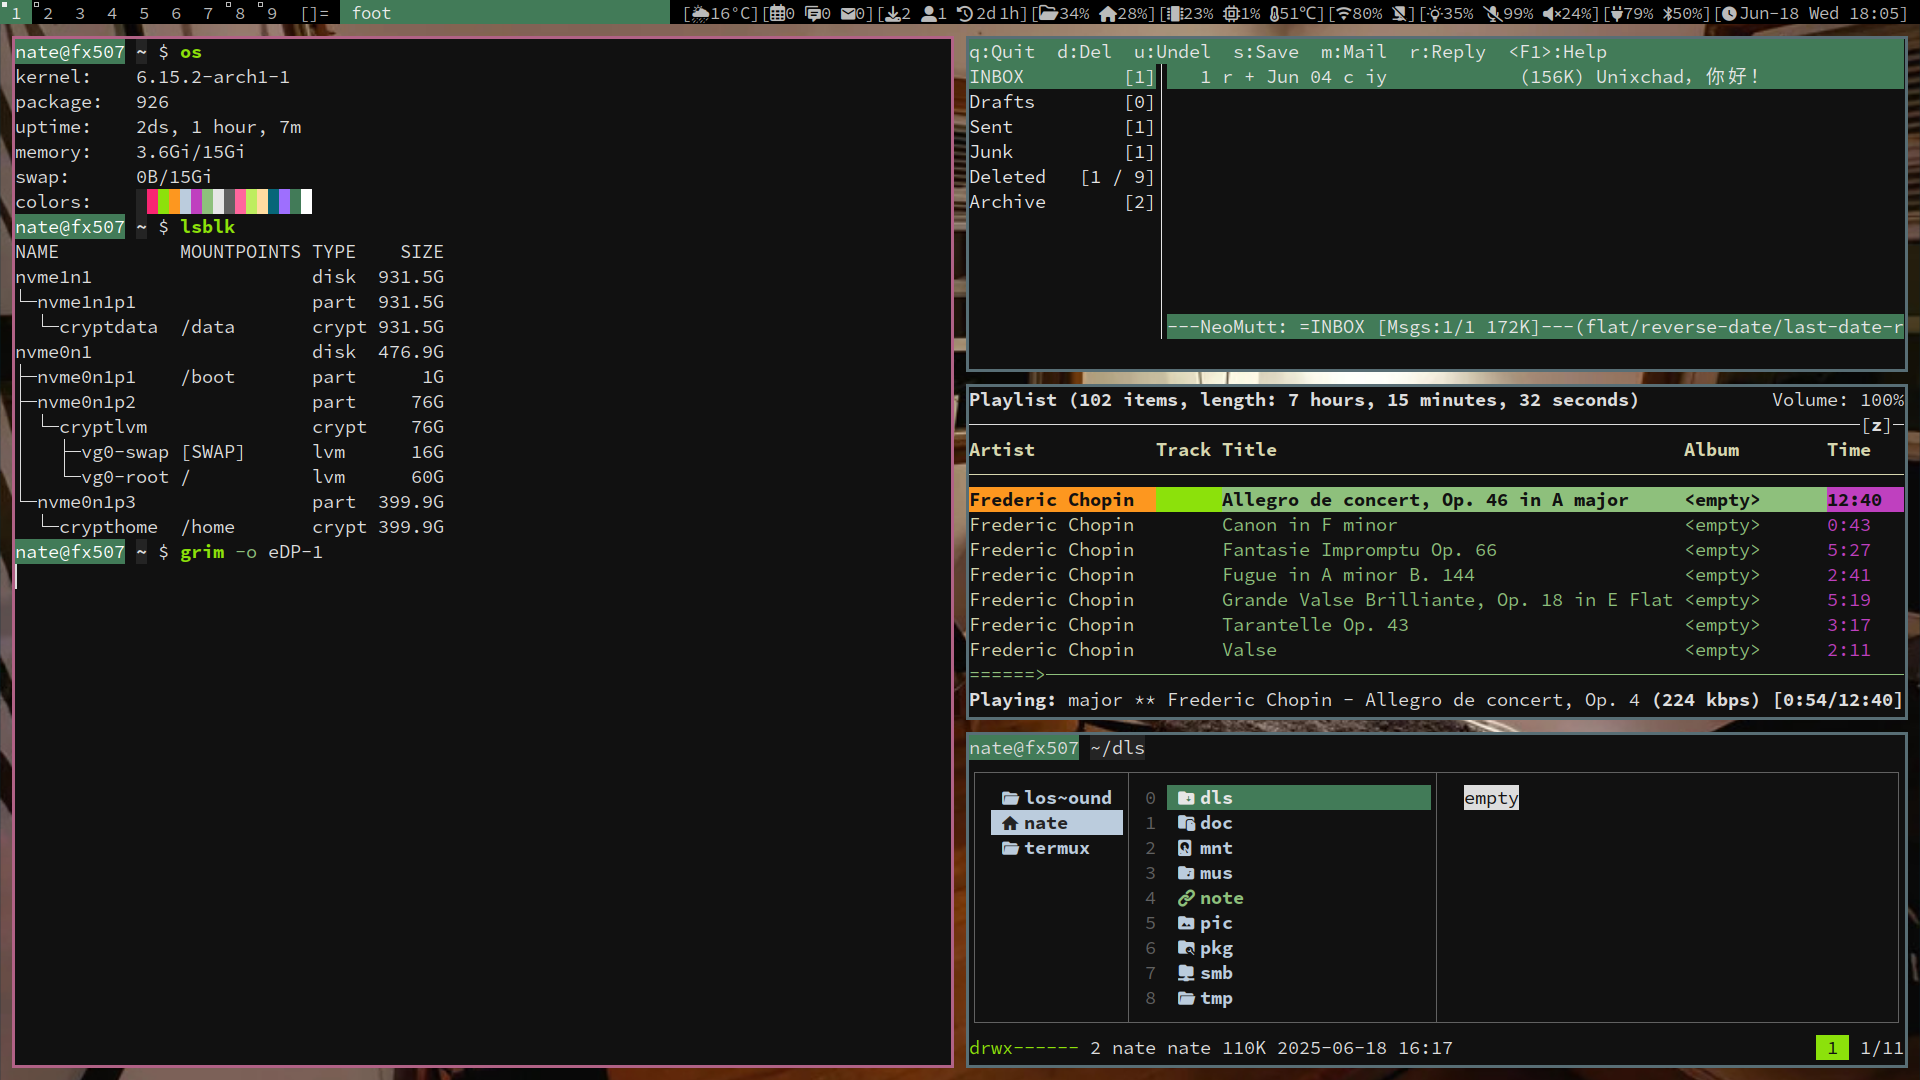 1 2 3 4 5 6 7 8 9 []= foot [16°C][0 0 0][2 1 2d 1h][34% 28%][23% 1% 51℃][80% ][35% 99% 24%][79% 50%][Jun-18 Wed 18:05]
nate@fx507 ~ $ os
kernel: 6.15.2-arch1-1
package: 926
uptime: 2ds, 1 hour, 7m
memory: 3.6Gi/15Gi
swap: 0B/15Gi
colors:
nate@fx507 ~ $ lsblk
NAME MOUNTPOINTS TYPE SIZE
nvme1n1 disk 931.5G
└─nvme1n1p1 part 931.5G
  └─cryptdata /data crypt 931.5G
nvme0n1 disk 476.9G
├─nvme0n1p1 /boot part 1G
├─nvme0n1p2 part 76G
│ └─cryptlvm crypt 76G
│   ├─vg0-swap [SWAP] lvm 16G
│   └─vg0-root / lvm 60G
└─nvme0n1p3 part 399.9G
  └─crypthome /home crypt 399.9G
nate@fx507 ~ $ grim -o eDP-1
q:Quit d:Del u:Undel s:Save m:Mail r:Reply <F1>:Help
INBOX [1] 1 r + Jun 04 c iy (156K) Unixchad, 你好!
Drafts [0]
Sent [1]
Junk [1]
Deleted [1 / 9]
Archive [2]
---NeoMutt: =INBOX [Msgs:1/1 172K]---(flat/reverse-date/last-date-r
Playlist (102 items, length: 7 hours, 15 minutes, 32 seconds) Volume: 100%
[z]
Artist Track Title Album Time
Frederic Chopin Allegro de concert, Op. 46 in A major <empty> 12:40
Frederic Chopin Canon in F minor <empty> 0:43
Frederic Chopin Fantasie Impromptu Op. 66 <empty> 5:27
Frederic Chopin Fugue in A minor B. 144 <empty> 2:41
Frederic Chopin Grande Valse Brilliante, Op. 18 in E Flat <empty> 5:19
Frederic Chopin Tarantelle Op. 43 <empty> 3:17
Frederic Chopin Valse <empty> 2:11
======>
Playing: major ** Frederic Chopin - Allegro de concert, Op. 4 (224 kbps) [0:54/12:40]
nate@fx507 ~/dls
los~ound 0 dls empty
nate 1 doc
termux 2 mnt
3 mus
4 note
5 pic
6 pkg
7 smb
8 tmp
drwx------ 2 nate nate 110K 2025-06-18 16:17 1 1/11